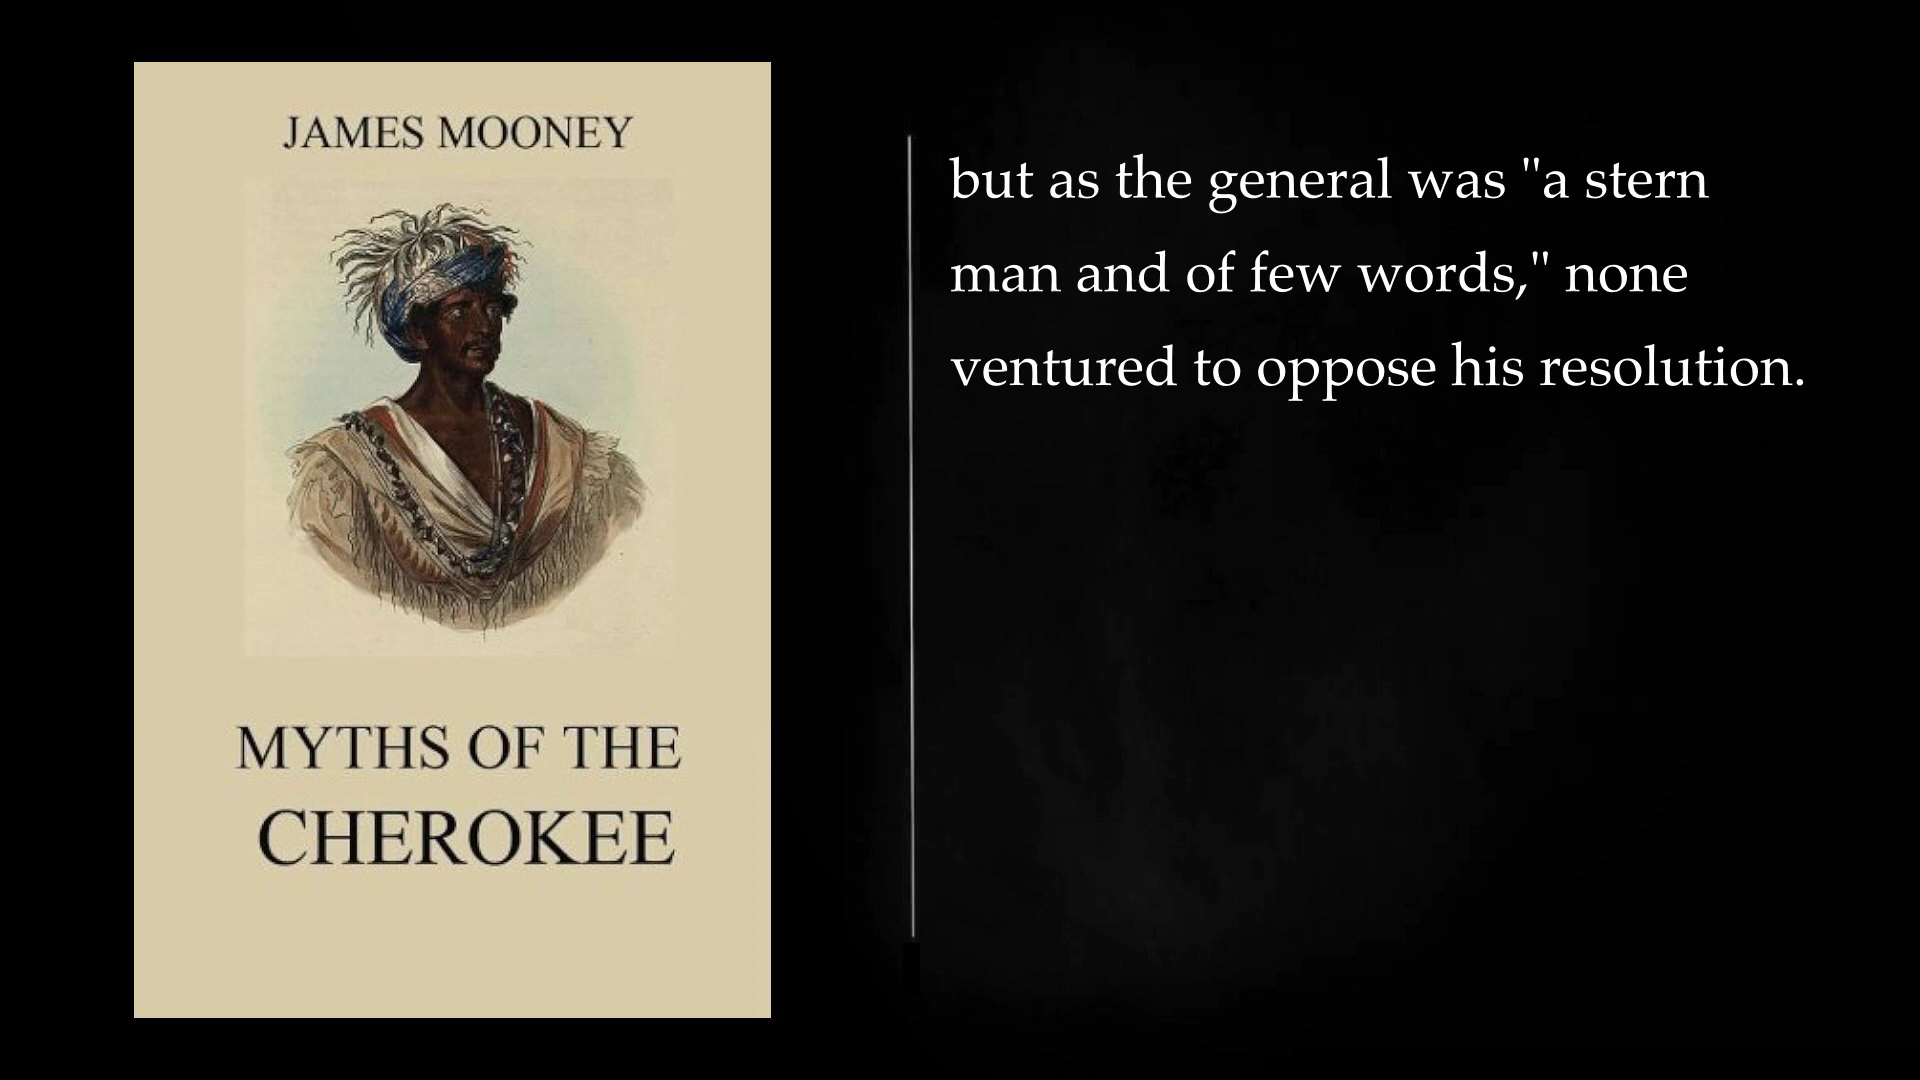 JAMES MOONEY
MYTHS OF THE
CHEROKEE
but as the general was "a stern
man and of few words," none
ventured to oppose his resolution.